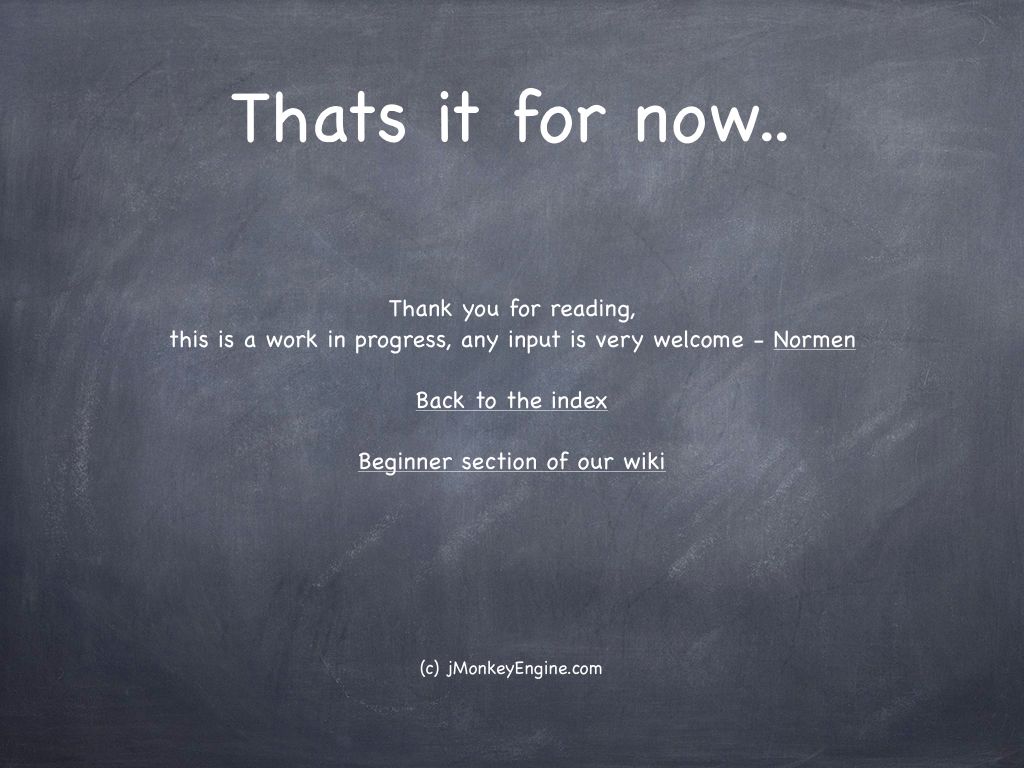 Thats it for now..
Thank you for reading,
this is a work in progress, any input is very welcome - Normen
Back to the index
Beginner section of our wiki
(c) jMonkeyEngine.com